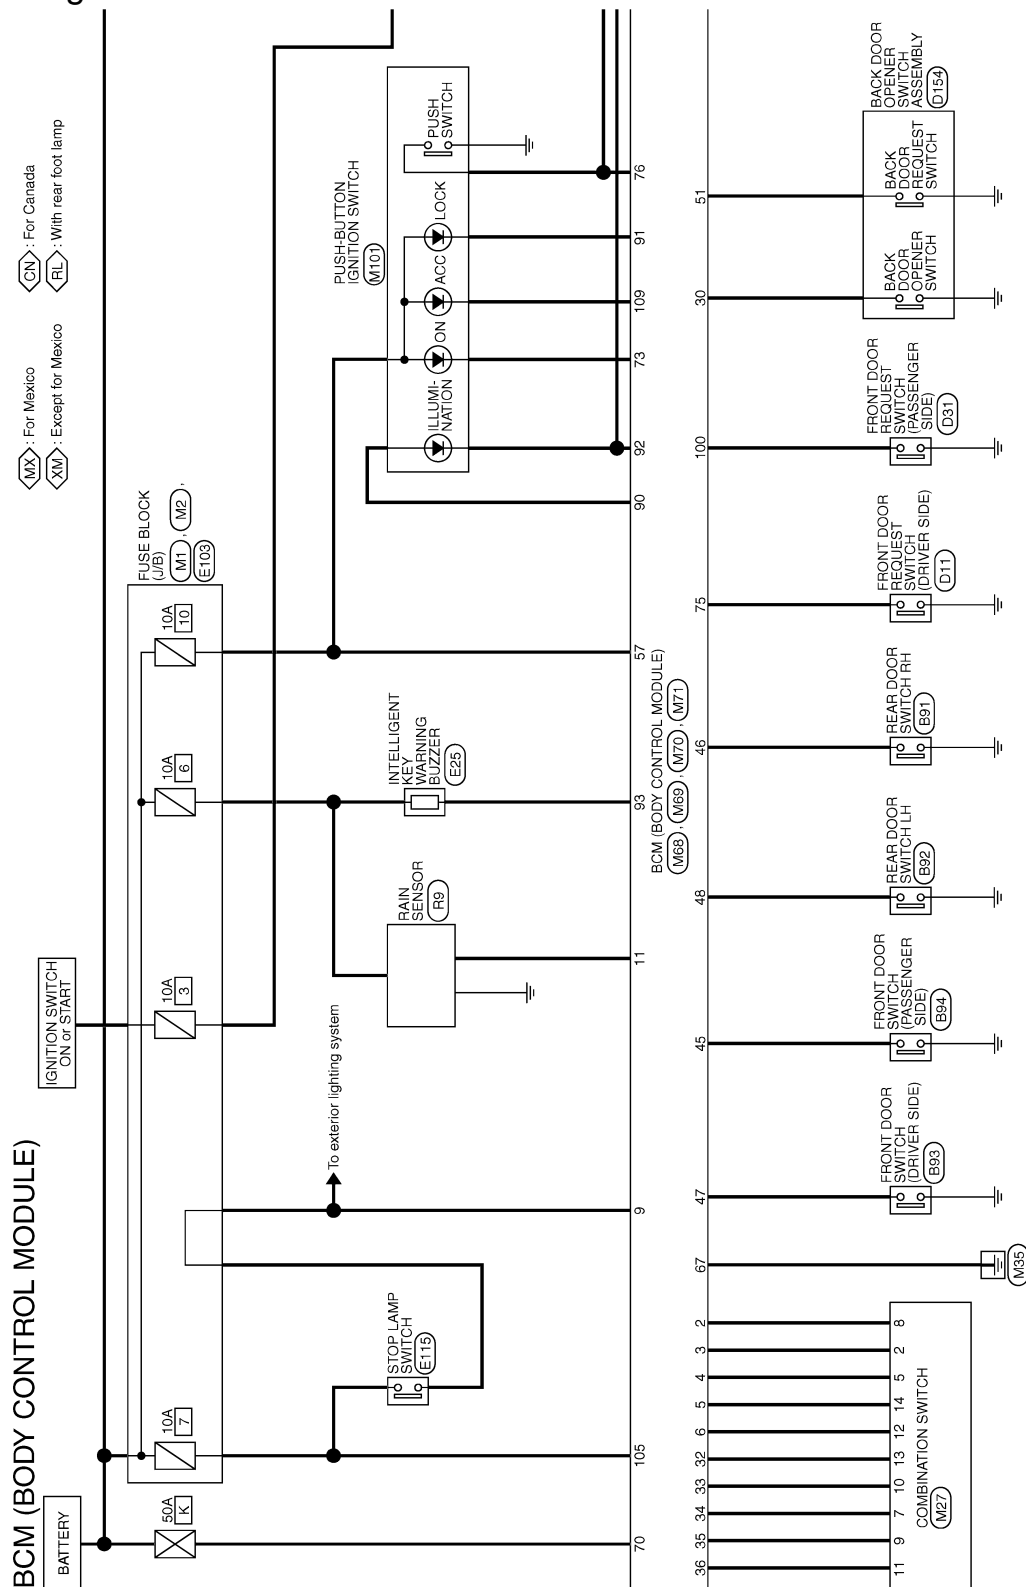 BCM (BODY CONTROL MODULE)
MX : For Mexico
XM : Except for Mexico
CN : For Canada
RL : With rear foot lamp
BATTERY
IGNITION SWITCH
ON or START
50A
K
10A
7
10A
3
10A
6
10A
10
FUSE BLOCK
(J/B)
M1 , M2 ,
E103
STOP LAMP
SWITCH
E115
To exterior lighting system
RAIN
SENSOR
R9
INTELLIGENT
KEY
WARNING
BUZZER
E25
PUSH-BUTTON
IGNITION SWITCH
M101
ILLUMI-
NATION
ON
ACC
LOCK
PUSH
SWITCH
70
105
9
11
93
57
90
92
73
109
91
76
BCM (BODY CONTROL MODULE)
M68 , M69 , M70 , M71
36
35
34
33
32
6
5
4
3
2
67
47
45
48
46
75
100
30
51
11
9
7
10
13
12
14
5
2
8
COMBINATION SWITCH
M27
M35
FRONT DOOR
SWITCH
(DRIVER SIDE)
B93
FRONT DOOR
SWITCH
(PASSENGER
SIDE)
B94
REAR DOOR
SWITCH LH
B92
REAR DOOR
SWITCH RH
B91
FRONT DOOR
REQUEST
SWITCH
(DRIVER SIDE)
D11
FRONT DOOR
REQUEST
SWITCH
(PASSENGER
SIDE)
D31
BACK
DOOR
OPENER
SWITCH
BACK
DOOR
REQUEST
SWITCH
BACK DOOR
OPENER
SWITCH
ASSEMBLY
D154